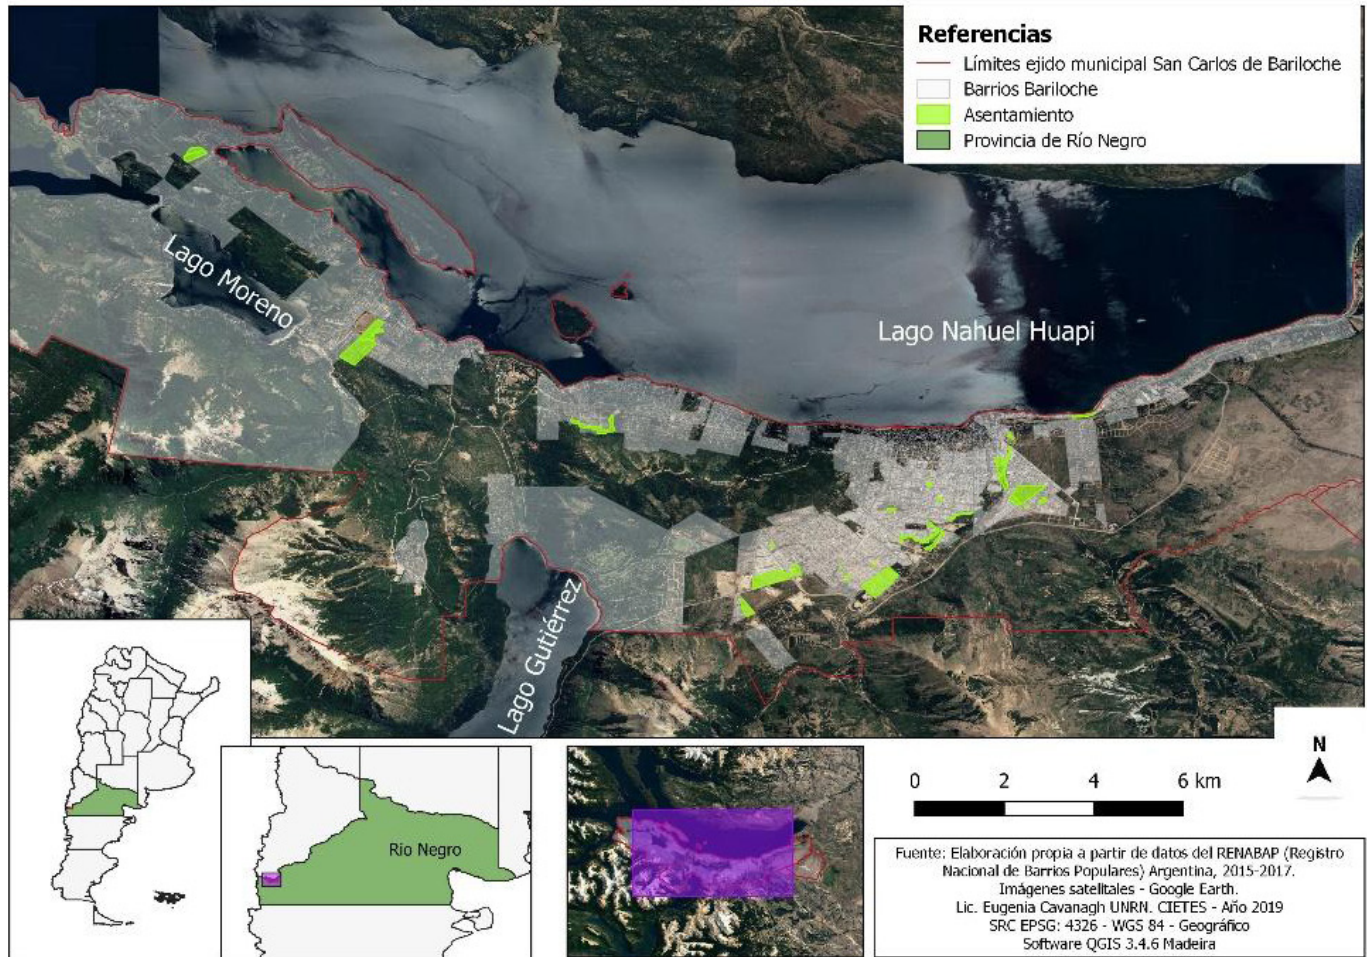 Referencias
Límites ejido municipal San Carlos de Bariloche
Barrios Bariloche
Asentamiento
Provincia de Río Negro
Lago Moreno
Lago Nahuel Huapi
Lago Gutiérrez
Río Negro
0 2 4 6 km
N
Fuente: Elaboración propia a partir de datos del RENABAP (Registro
Nacional de Barrios Populares) Argentina, 2015-2017.
Imágenes satelitales - Google Earth.
Lic. Eugenia Cavanagh UNRN. CIETES - Año 2019
SRC EPSG: 4326 - WGS 84 - Geográfico
Software QGIS 3.4.6 Madeira